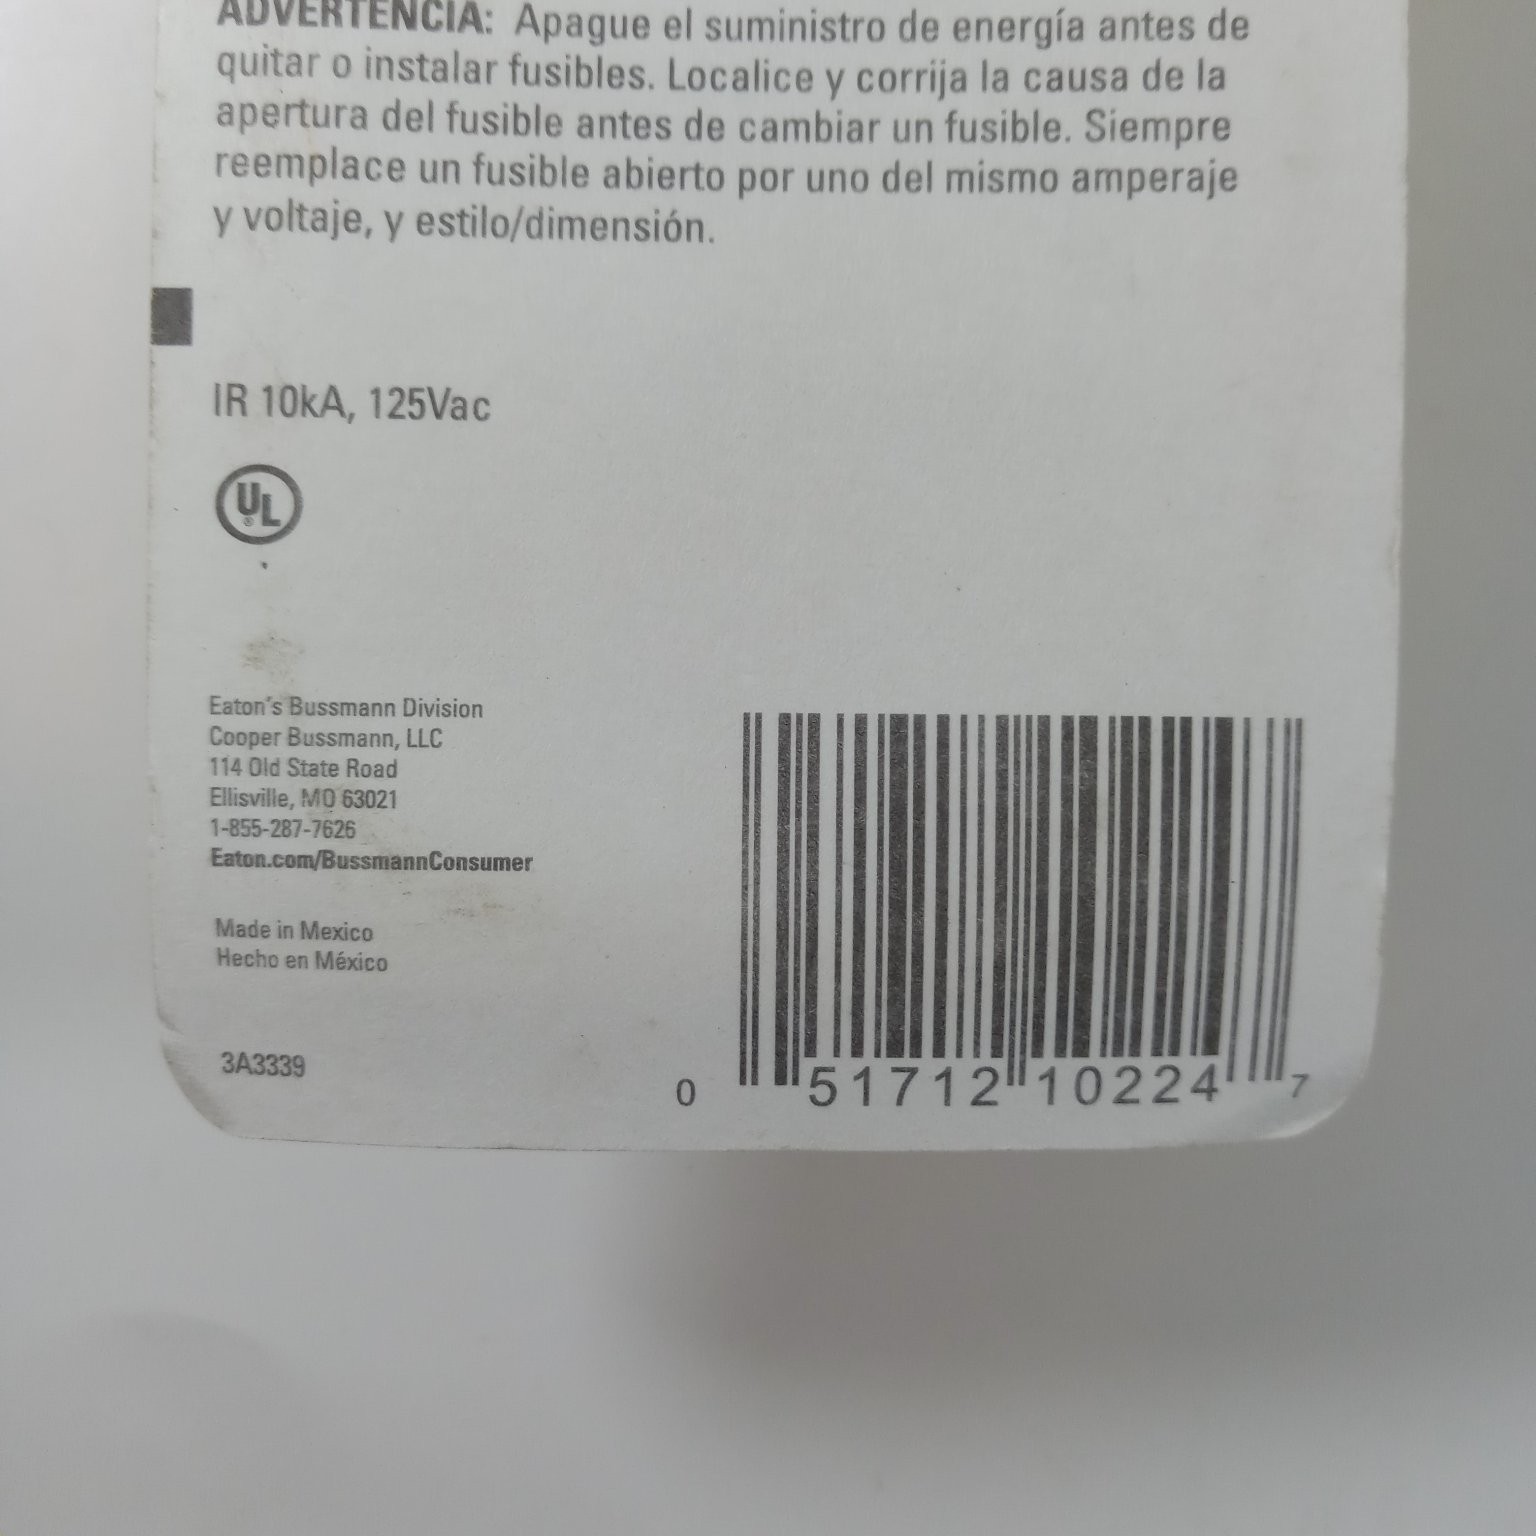 ADVERTENCIA: Apague el suministro de energía antes de
quitar o instalar fusibles. Localice y corrija la causa de la
apertura del fusible antes de cambiar un fusible. Siempre
reemplace un fusible abierto por uno del mismo amperaje
y voltaje, y estilo/dimensión.
IR 10kA, 125Vac
UL
®
Eaton's Bussmann Division
Cooper Bussmann, LLC
114 Old State Road
Ellisville, MO 63021
1-855-287-7626
Eaton.com/BussmannConsumer
Made in Mexico
Hecho en México
3A3339
0 51712 10224 7